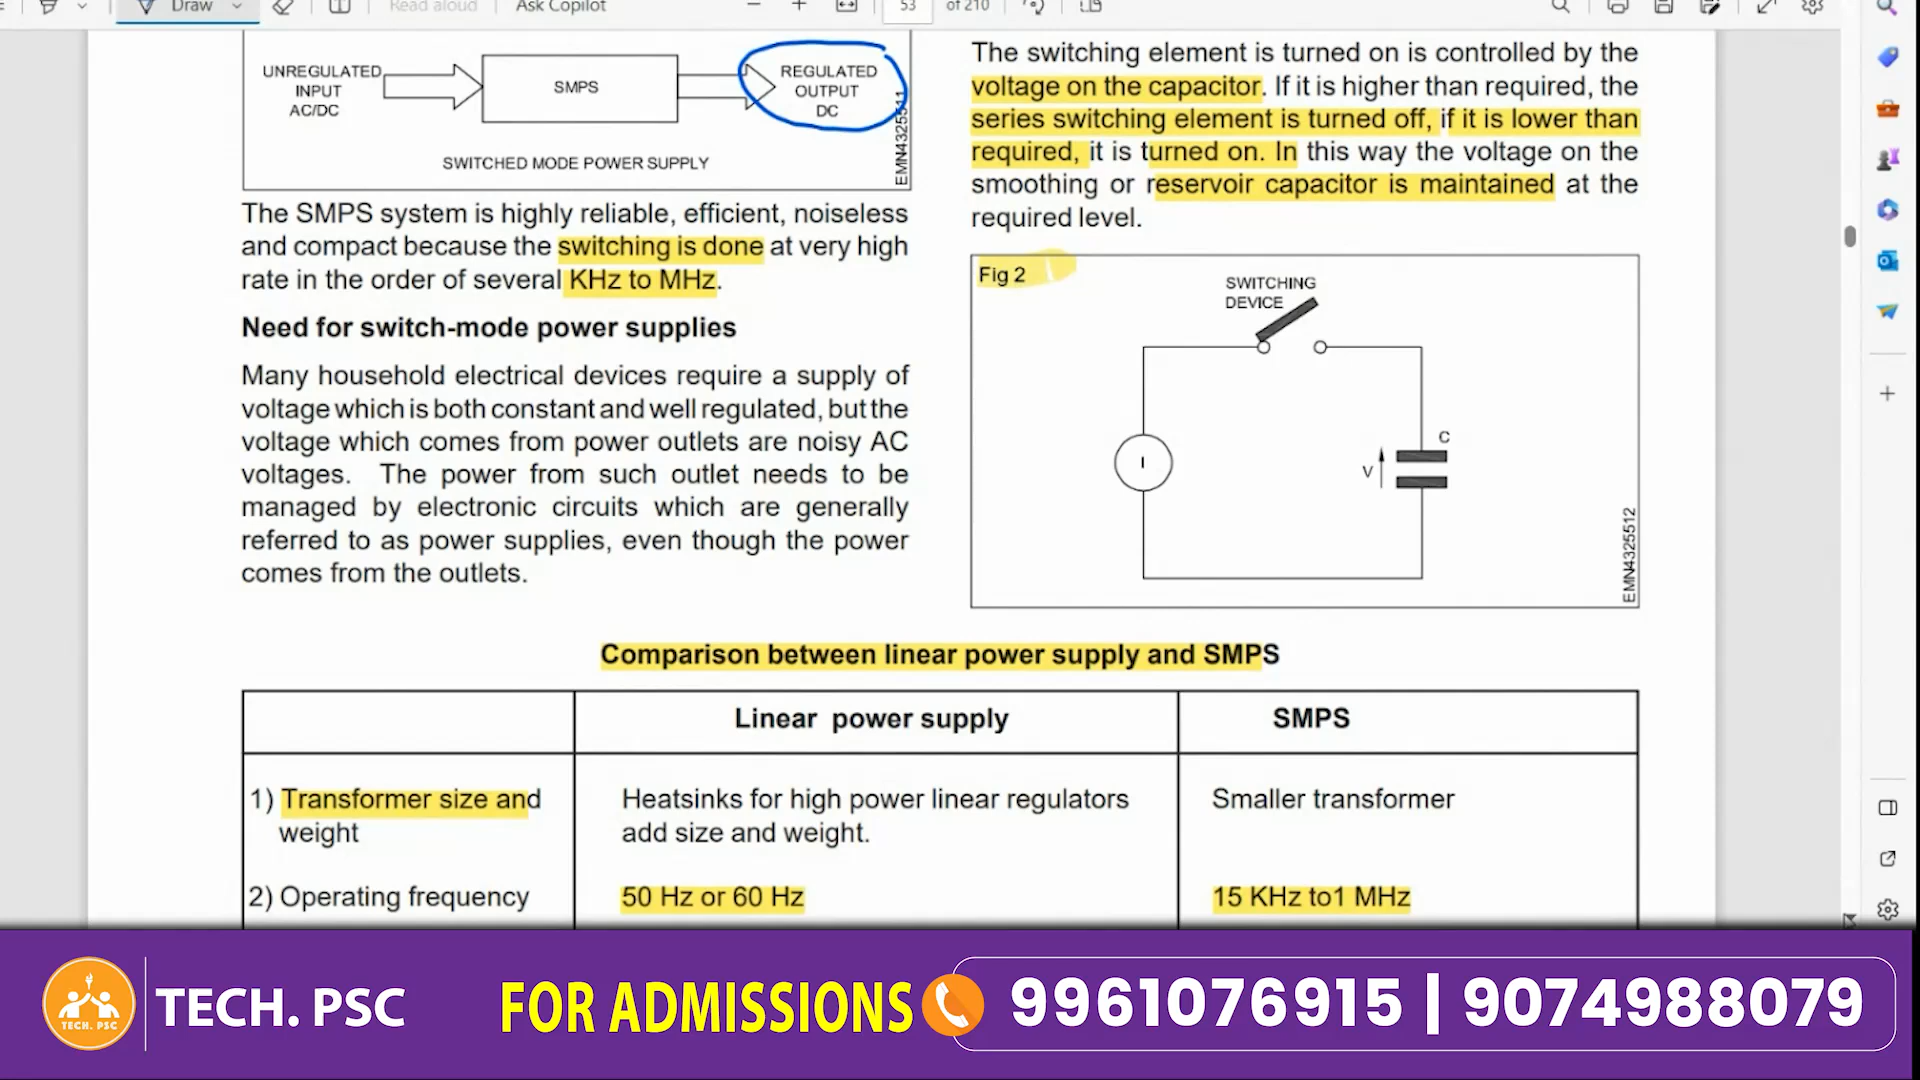 Draw
Read aloud
Ask Copilot
53
of 210
UNREGULATED
INPUT
AC/DC
SMPS
REGULATED
OUTPUT
DC
SWITCHED MODE POWER SUPPLY
EMN4325511
The SMPS system is highly reliable, efficient, noiseless
and compact because the switching is done at very high
rate in the order of several KHz to MHz.
Need for switch-mode power supplies
Many household electrical devices require a supply of
voltage which is both constant and well regulated, but the
voltage which comes from power outlets are noisy AC
voltages. The power from such outlet needs to be
managed by electronic circuits which are generally
referred to as power supplies, even though the power
comes from the outlets.
The switching element is turned on is controlled by the
voltage on the capacitor. If it is higher than required, the
series switching element is turned off, if it is lower than
required, it is turned on. In this way the voltage on the
smoothing or reservoir capacitor is maintained at the
required level.
Fig 2
SWITCHING
DEVICE
I
V
C
EMN4325512
Comparison between linear power supply and SMPS
Linear power supply
SMPS
1) Transformer size and
weight
Heatsinks for high power linear regulators
add size and weight.
Smaller transformer
2) Operating frequency
50 Hz or 60 Hz
15 KHz to1 MHz
TECH. PSC
TECH. PSC
FOR ADMISSIONS
9961076915 | 9074988079